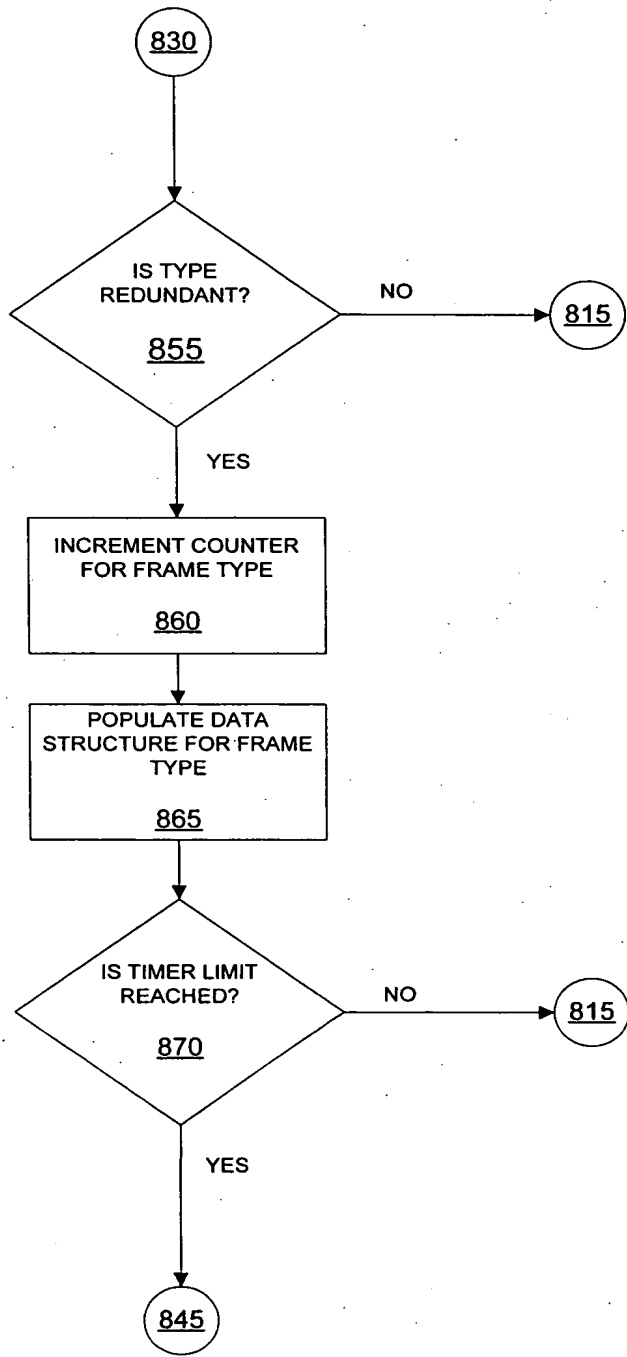 830
IS TYPE
REDUNDANT?
855
NO
815
YES
INCREMENT COUNTER
FOR FRAME TYPE
860
POPULATE DATA
STRUCTURE FOR FRAME
TYPE
865
IS TIMER LIMIT
REACHED?
870
NO
815
YES
845